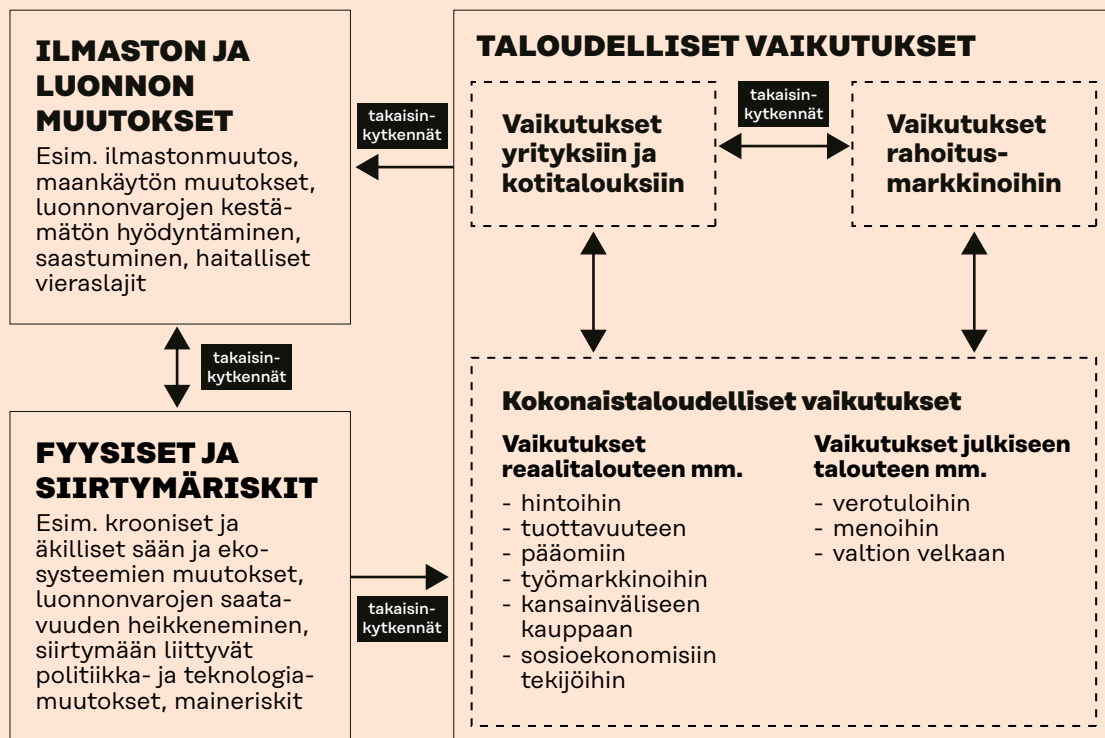 ILMASTON JA
LUONNON
MUUTOKSET
Esim. ilmastonmuutos,
maankäytön muutokset,
luonnonvarojen kestä-
mätön hyödyntäminen,
saastuminen, haitalliset
vieraslajit
takaisin-
kytkennät
takaisin-
kytkennät
FYYSISET JA
SIIRTYMÄRISKIT
Esim. krooniset ja
äkilliset sään ja eko-
systeemien muutokset,
luonnonvarojen saata-
vuuden heikkeneminen,
siirtymään liittyvät
politiikka- ja teknologia-
muutokset, maineriskit
takaisin-
kytkennät
TALOUDELLISET VAIKUTUKSET
Vaikutukset
yrityksiin ja
kotitalouksiin
takaisin-
kytkennät
Vaikutukset
rahoitus-
markkinoihin
Kokonaistaloudelliset vaikutukset
Vaikutukset
reaalitalouteen mm.
- hintoihin
- tuottavuuteen
- pääomiin
- työmarkkinoihin
- kansainväliseen
kauppaan
- sosioekonomisiin
tekijöihin
Vaikutukset julkiseen
talouteen mm.
- verotuloihin
- menoihin
- valtion velkaan